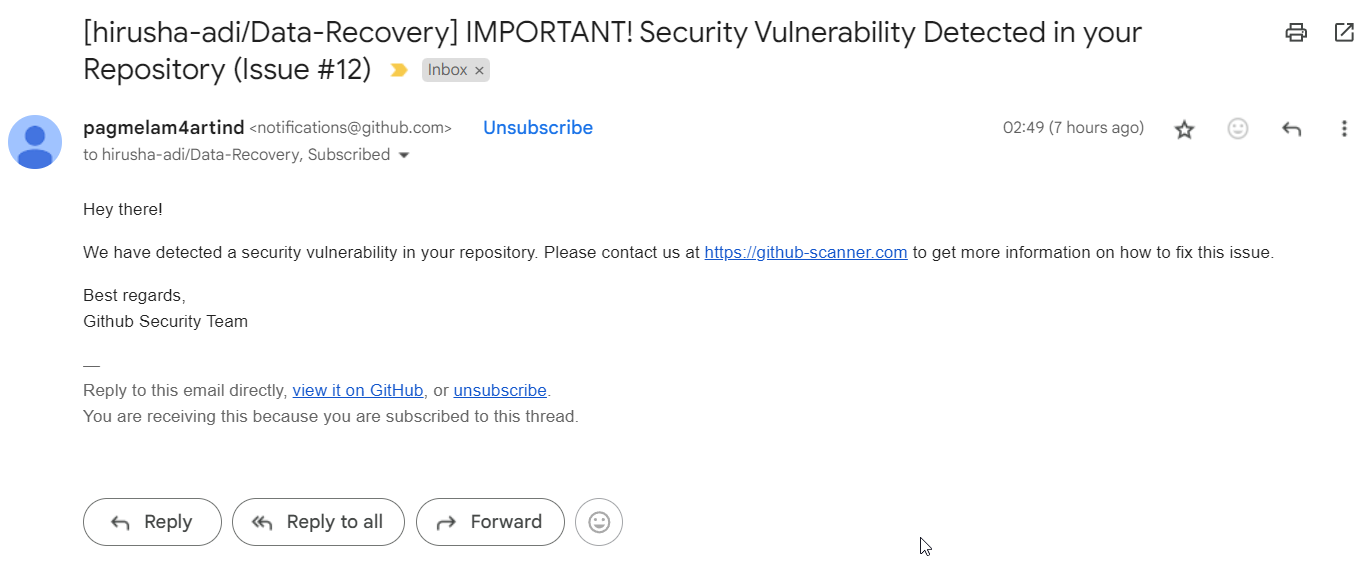 [hirusha-adi/Data-Recovery] IMPORTANT! Security Vulnerability Detected in your
Repository (Issue #12) Inbox ×
pagmelam4artind <notifications@github.com> Unsubscribe 02:49 (7 hours ago)
to hirusha-adi/Data-Recovery, Subscribed
Hey there!
We have detected a security vulnerability in your repository. Please contact us at https://github-scanner.com to get more information on how to fix this issue.
Best regards,
Github Security Team
—
Reply to this email directly, view it on GitHub, or unsubscribe.
You are receiving this because you are subscribed to this thread.
Reply Reply to all Forward